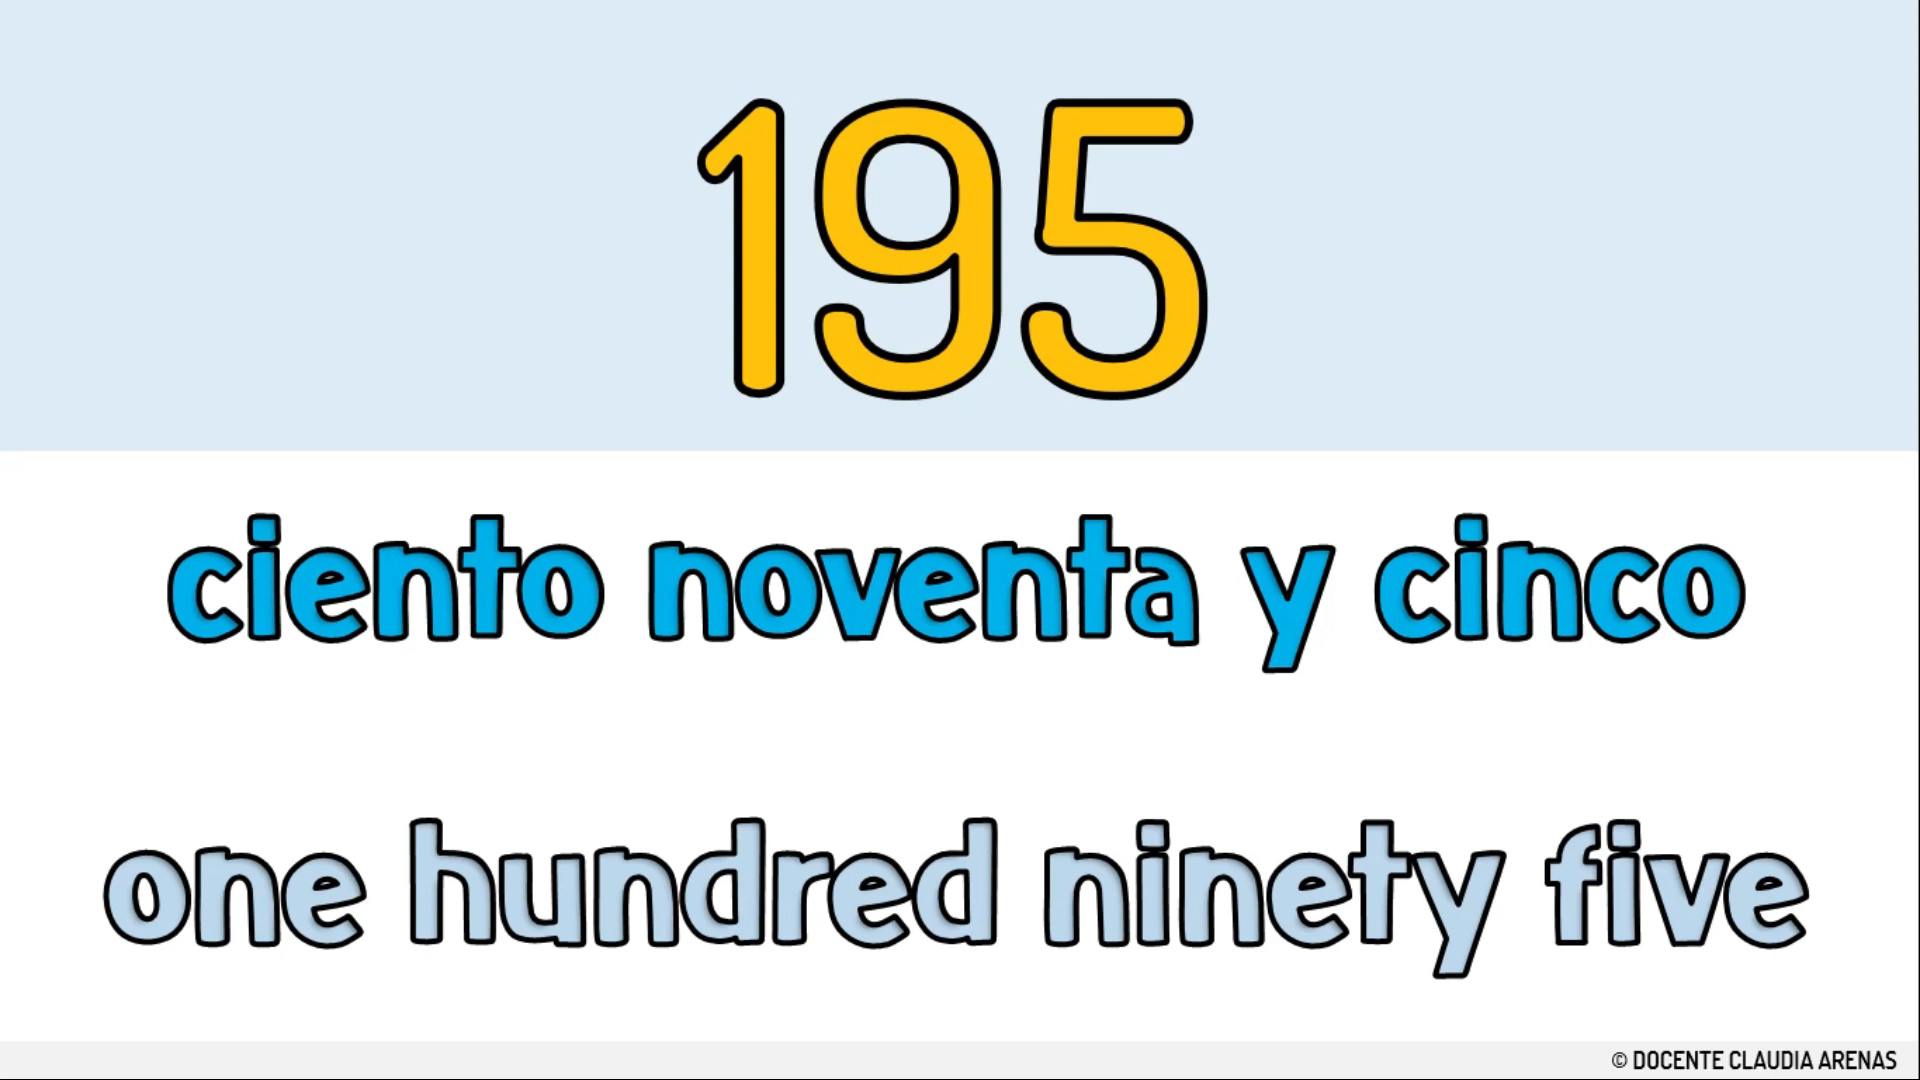 195
ciento noventa y cinco
one hundred ninety five
© DOCENTE CLAUDIA ARENAS